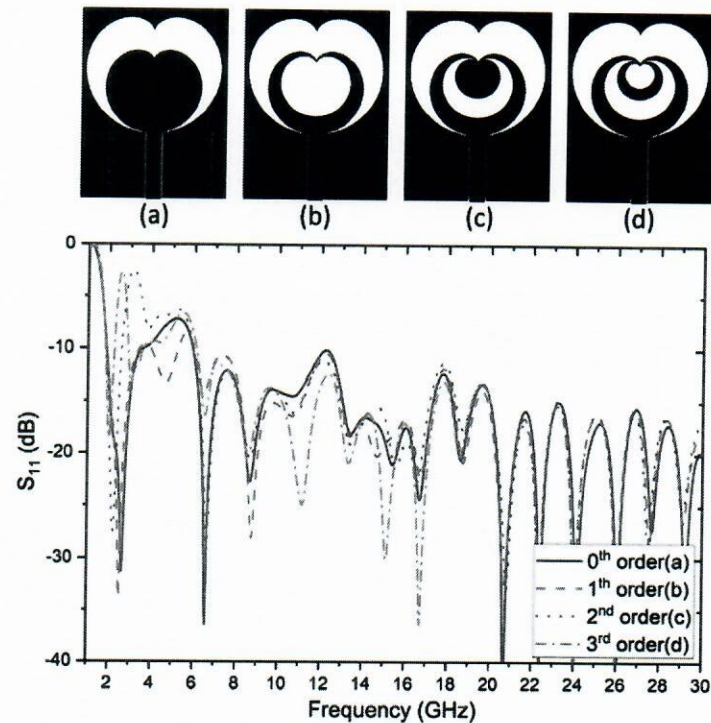 (a) (b) (c) (d)
0
-10
-20
-30
-40
S₁₁ (dB)
0ᵗʰ order(a)
1ᵗʰ order(b)
2ⁿᵈ order(c)
3ʳᵈ order(d)
2 4 6 8 10 12 14 16 18 20 22 24 26 28 30
Frequency (GHz)